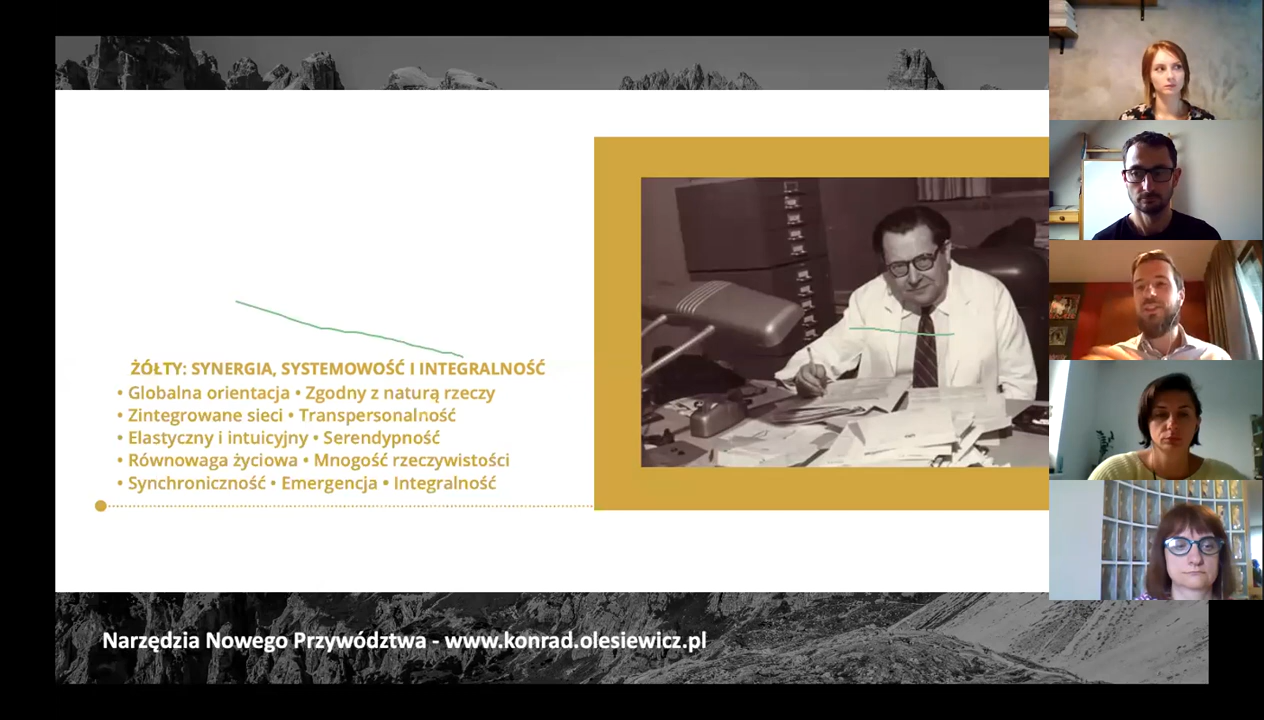 ŻÓŁTY: SYNERGIA, SYSTEMOWOŚĆ I INTEGRALNOŚĆ
• Globalna orientacja • Zgodny z naturą rzeczy
• Zintegrowane sieci • Transpersonalność
• Elastyczny i intuicyjny • Serendypność
• Równowaga życiowa • Mnogość rzeczywistości
• Synchroniczność • Emergencja • Integralność
Narzędzia Nowego Przywództwa - www.konrad.olesiewicz.pl